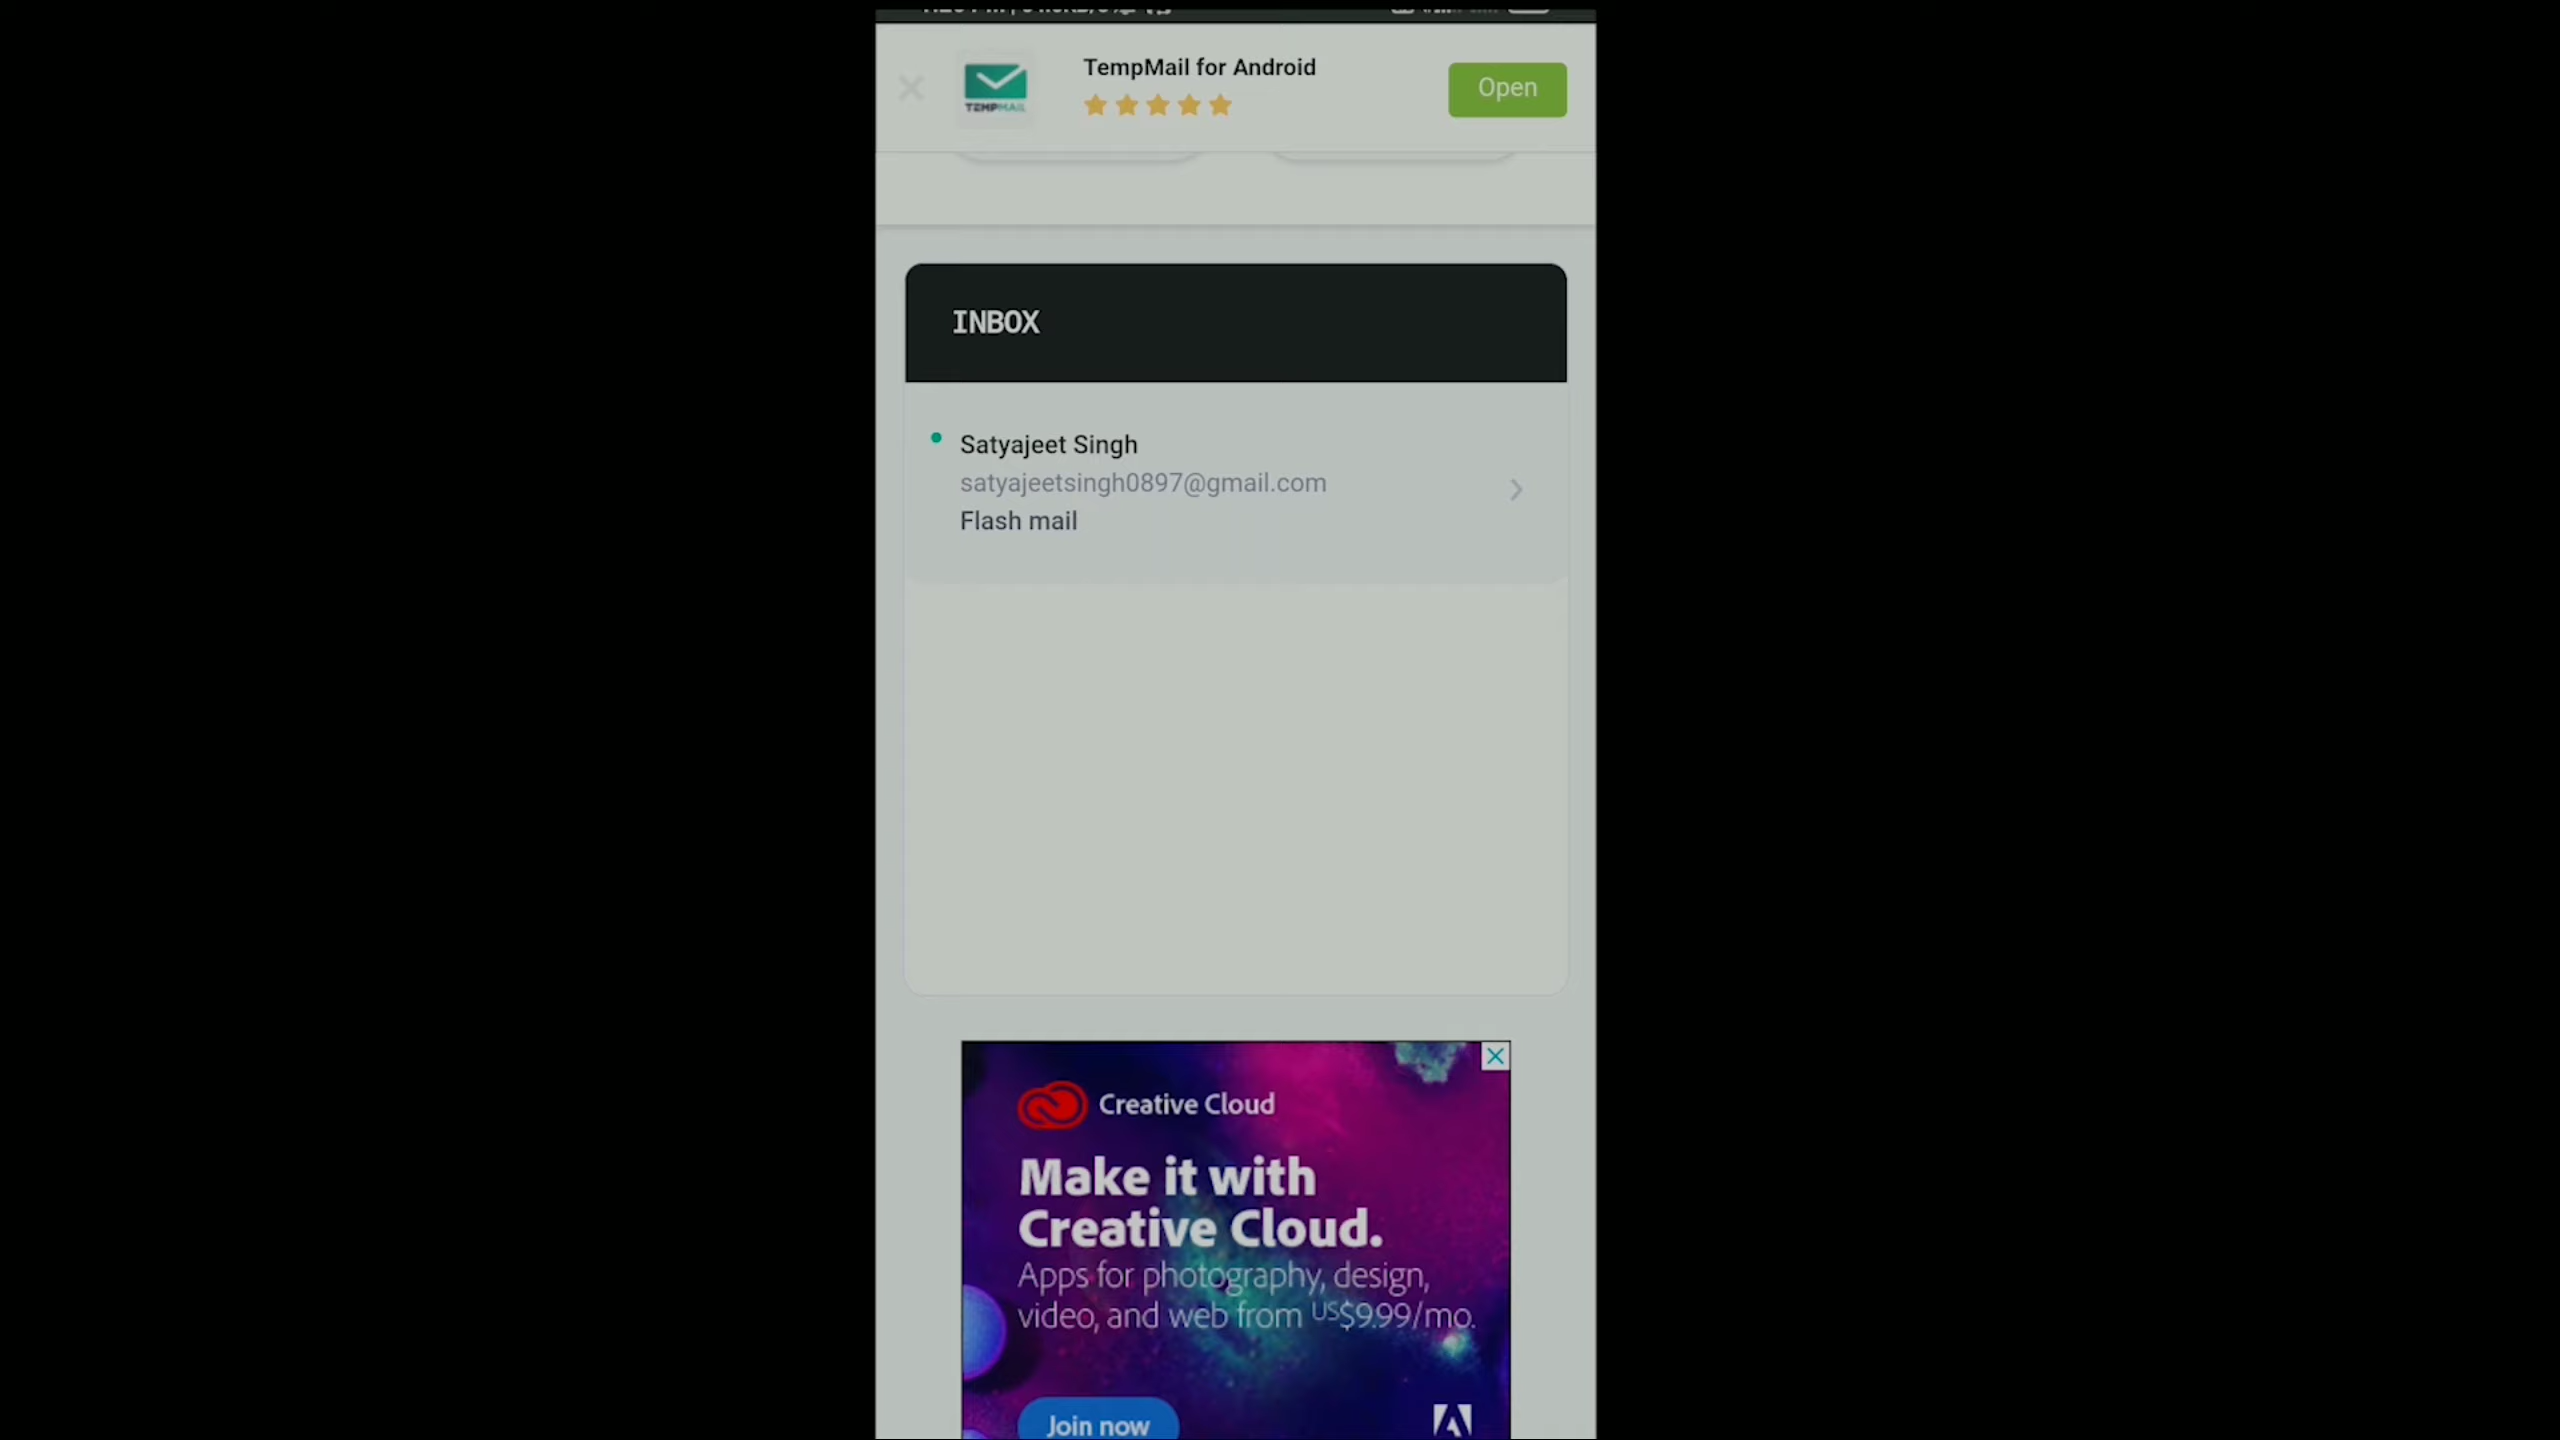 TempMail for Android
Open
TEMPMAIL
INBOX
Satyajeet Singh
satyajeetsingh0897@gmail.com
Flash mail
Creative Cloud
Make it with
Creative Cloud.
Apps for photography, design,
video, and web from US$9.99/mo.
Join now